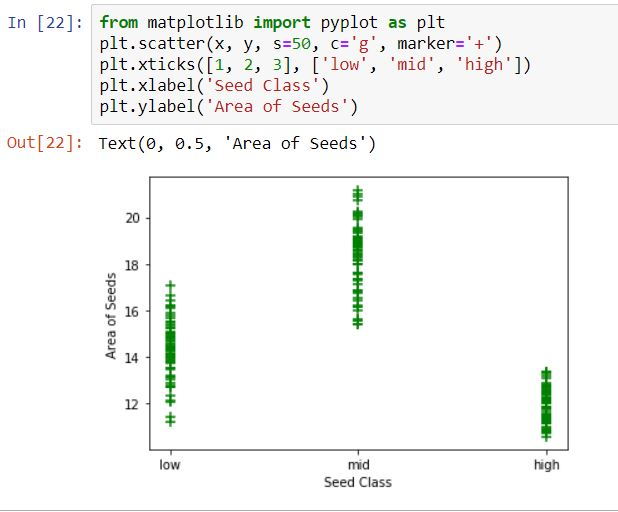 In [22]: from matplotlib import pyplot as plt
plt.scatter(x, y, s=50, c='g', marker='+')
plt.xticks([1, 2, 3], ['low', 'mid', 'high'])
plt.xlabel('Seed Class')
plt.ylabel('Area of Seeds')
Out[22]: Text(0, 0.5, 'Area of Seeds')
Area of Seeds
20
18
16
14
12
low mid high
Seed Class